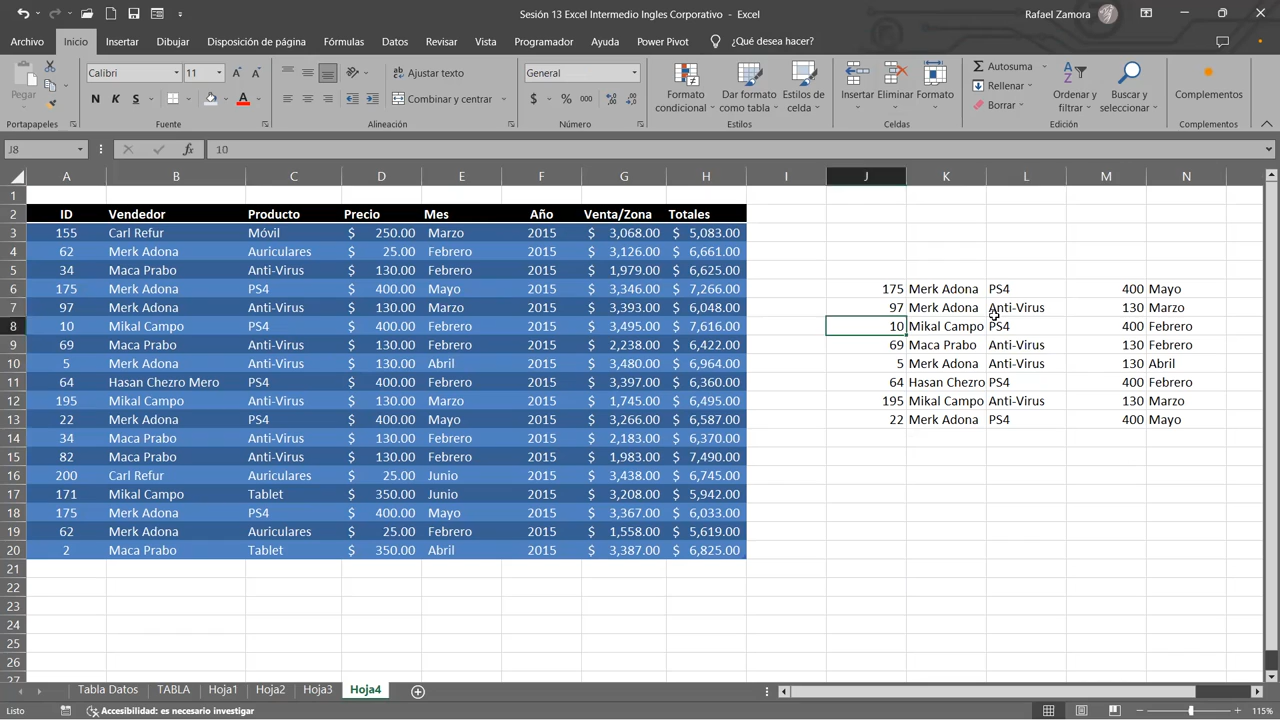 Sesión 13 Excel Intermedio Ingles Corporativo - Excel
Rafael Zamora
Archivo Inicio Insertar Dibujar Disposición de página Fórmulas Datos Revisar Vista Programador Ayuda Power Pivot ¿Qué desea hacer?
Pegar
Calibri 11
N K S
Ajustar texto
Combinar y centrar
General
$ % 000
Formato condicional
Dar formato como tabla
Estilos de celda
Insertar Eliminar Formato
Autosuma
Rellenar
Borrar
Ordenar y filtrar
Buscar y seleccionar
Complementos
Portapapeles Fuente Alineación Número Estilos Celdas Edición Complementos
J8 fx 10
A B C D E F G H I J K L M N
1
2 ID Vendedor Producto Precio Mes Año Venta/Zona Totales
3 155 Carl Refur Móvil $ 250.00 Marzo 2015 $ 3,068.00 $ 5,083.00
4 62 Merk Adona Auriculares $ 25.00 Febrero 2015 $ 3,126.00 $ 6,661.00
5 34 Maca Prabo Anti-Virus $ 130.00 Febrero 2015 $ 1,979.00 $ 6,625.00
6 175 Merk Adona PS4 $ 400.00 Mayo 2015 $ 3,346.00 $ 7,266.00 175 Merk Adona PS4 400 Mayo
7 97 Merk Adona Anti-Virus $ 130.00 Marzo 2015 $ 3,393.00 $ 6,048.00 97 Merk Adona Anti-Virus 130 Marzo
8 10 Mikal Campo PS4 $ 400.00 Febrero 2015 $ 3,495.00 $ 7,616.00 10 Mikal Campo PS4 400 Febrero
9 69 Maca Prabo Anti-Virus $ 130.00 Febrero 2015 $ 2,238.00 $ 6,422.00 69 Maca Prabo Anti-Virus 130 Febrero
10 5 Merk Adona Anti-Virus $ 130.00 Abril 2015 $ 3,480.00 $ 6,964.00 5 Merk Adona Anti-Virus 130 Abril
11 64 Hasan Chezro Mero PS4 $ 400.00 Febrero 2015 $ 3,397.00 $ 6,360.00 64 Hasan Chezro PS4 400 Febrero
12 195 Mikal Campo Anti-Virus $ 130.00 Marzo 2015 $ 1,745.00 $ 6,495.00 195 Mikal Campo Anti-Virus 130 Marzo
13 22 Merk Adona PS4 $ 400.00 Mayo 2015 $ 3,266.00 $ 6,587.00 22 Merk Adona PS4 400 Mayo
14 34 Maca Prabo Anti-Virus $ 130.00 Febrero 2015 $ 2,183.00 $ 6,370.00
15 82 Maca Prabo Anti-Virus $ 130.00 Febrero 2015 $ 1,983.00 $ 7,490.00
16 200 Carl Refur Auriculares $ 25.00 Junio 2015 $ 3,438.00 $ 6,745.00
17 171 Mikal Campo Tablet $ 350.00 Junio 2015 $ 3,208.00 $ 5,942.00
18 175 Merk Adona PS4 $ 400.00 Mayo 2015 $ 3,367.00 $ 6,033.00
19 62 Merk Adona Auriculares $ 25.00 Febrero 2015 $ 1,558.00 $ 5,619.00
20 2 Maca Prabo Tablet $ 350.00 Abril 2015 $ 3,387.00 $ 6,825.00
21
22
23
24
25
26
27
Tabla Datos TABLA Hoja1 Hoja2 Hoja3 Hoja4
Listo Accesibilidad: es necesario investigar 115%